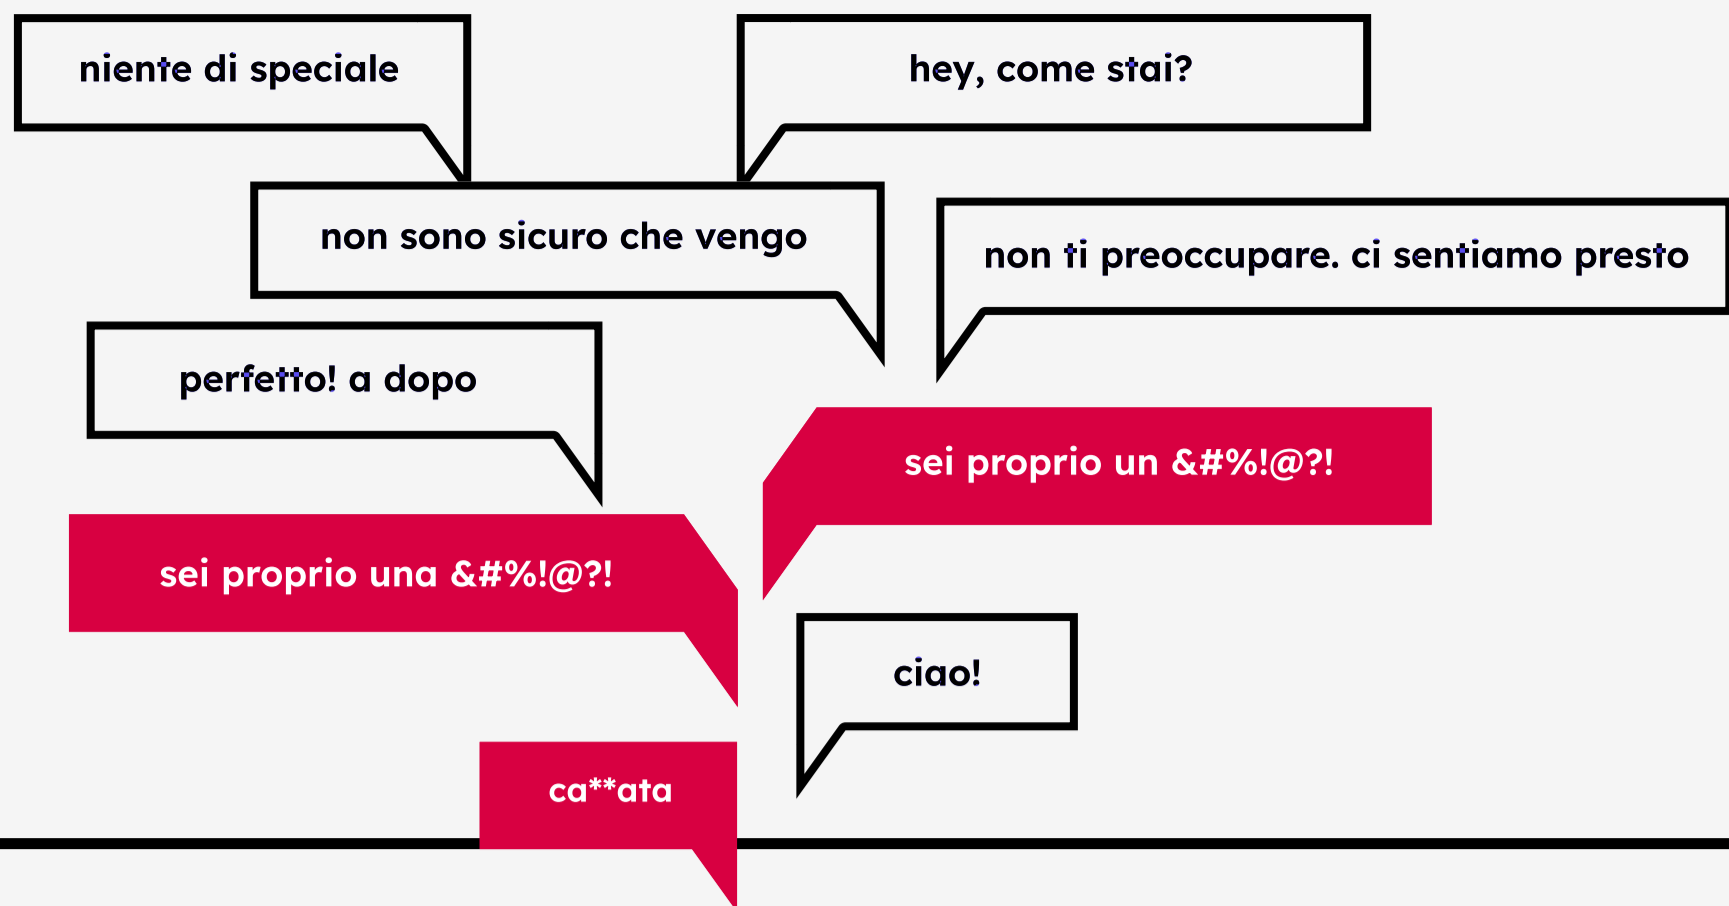 niente di speciale
hey, come stai?
non sono sicuro che vengo
non ti preoccupare. ci sentiamo presto
perfetto! a dopo
sei proprio un &#%!@?!
sei proprio una &#%!@?!
ciao!
ca**ata